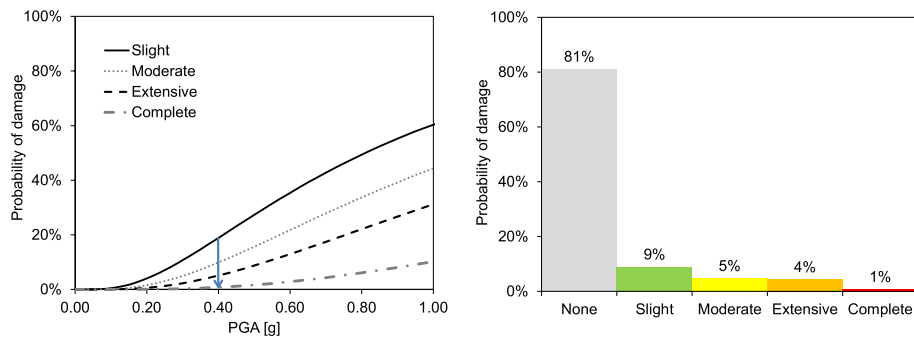 100%
80%
60%
40%
20%
0%
Probability of damage
Slight
Moderate
Extensive
Complete
0.00 0.20 0.40 0.60 0.80 1.00
PGA [g]
100%
80%
60%
40%
20%
0%
Probability of damage
81%
9%
5%
4%
1%
None Slight Moderate Extensive Complete